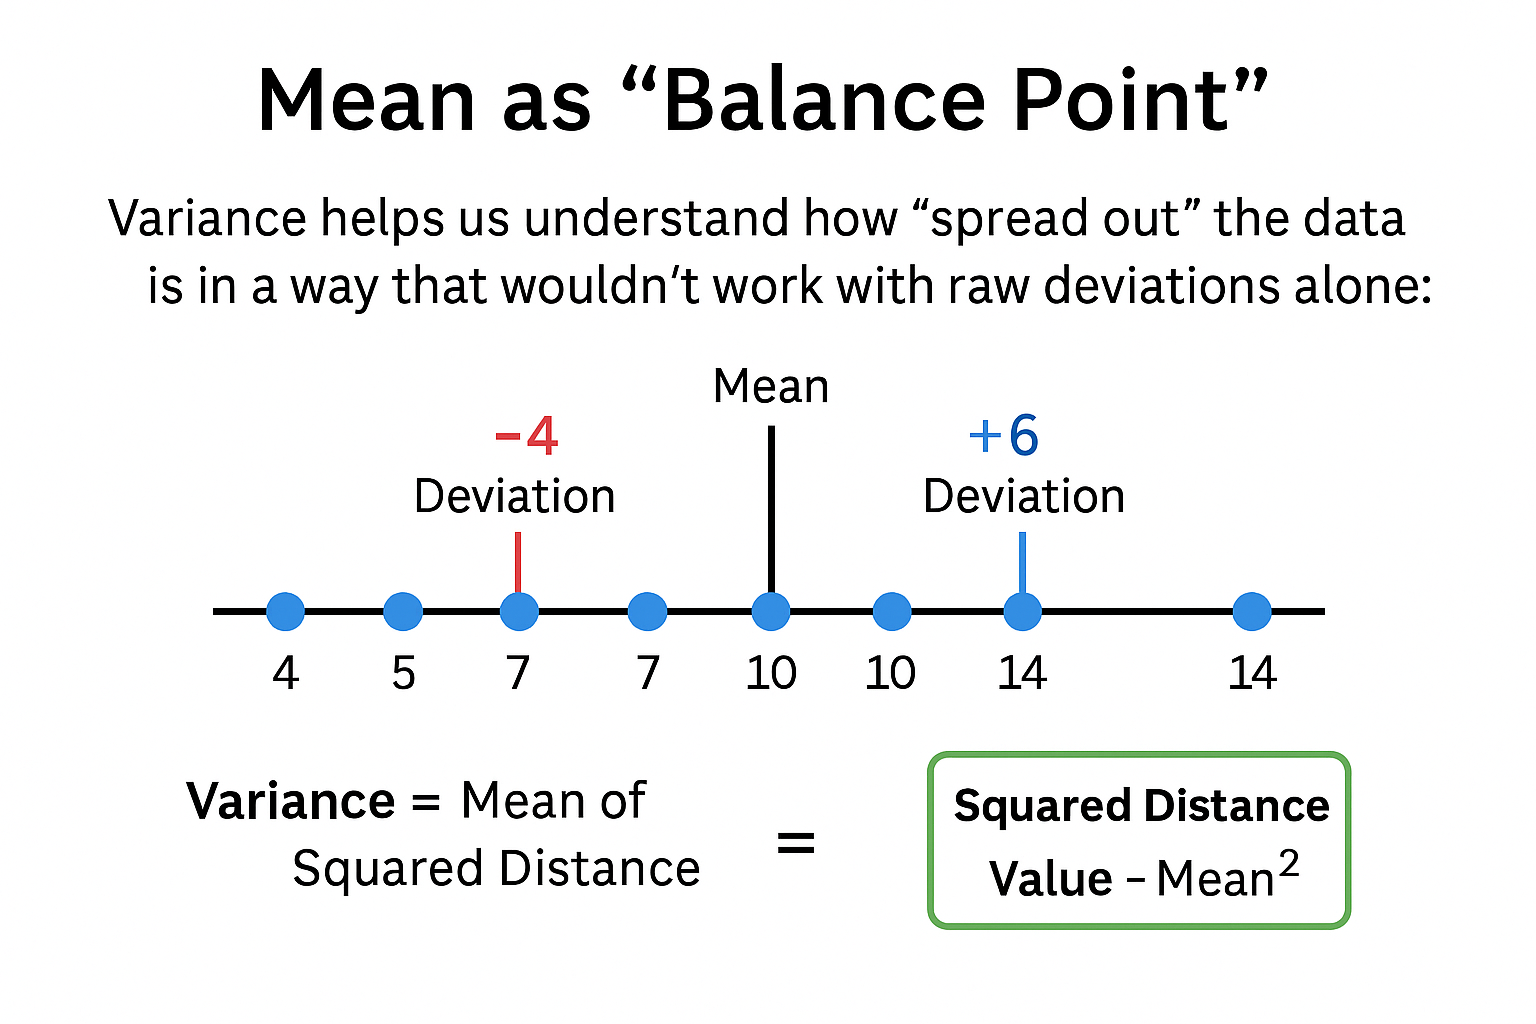 Mean as “Balance Point”
Variance helps us understand how “spread out” the data
is in a way that wouldn’t work with raw deviations alone:
Mean
−4
Deviation
+6
Deviation
4 5 7 7 10 10 14 14
Variance = Mean of
Squared Distance
=
Squared Distance
Value – Mean²